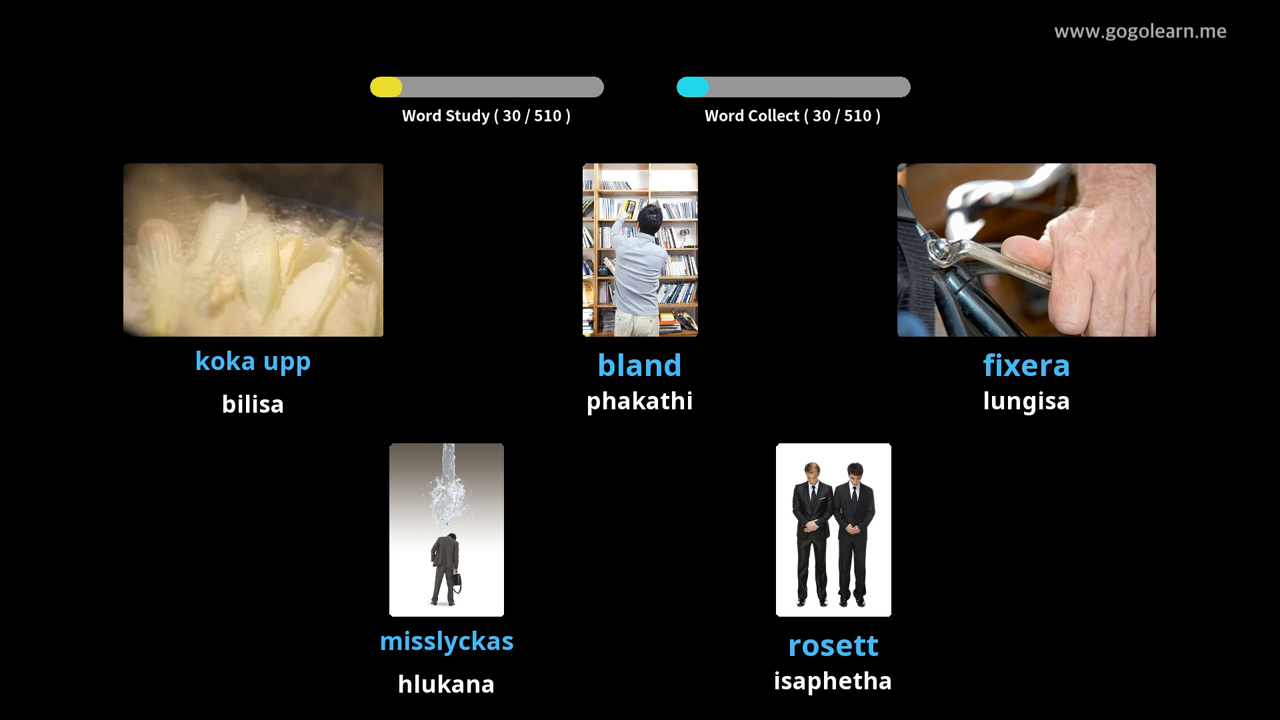 www.gogolearn.me
Word Study ( 30 / 510 )
Word Collect ( 30 / 510 )
koka upp
bilisa
bland
phakathi
fixera
lungisa
misslyckas
hlukana
rosett
isaphetha